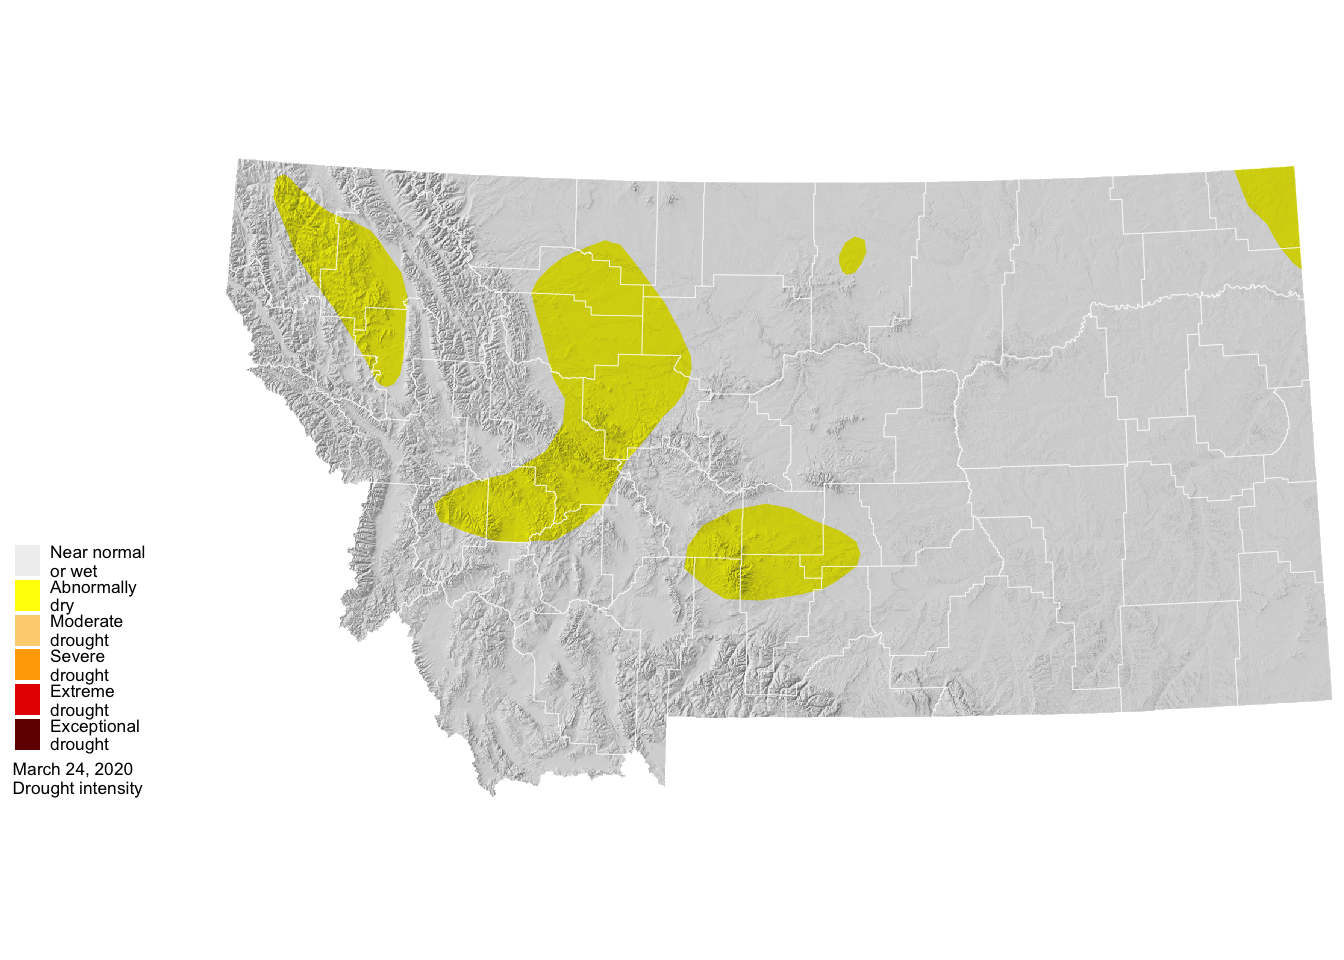 Near normal
or wet
Abnormally
dry
Moderate
drought
Severe
drought
Extreme
drought
Exceptional
drought
March 24, 2020
Drought intensity